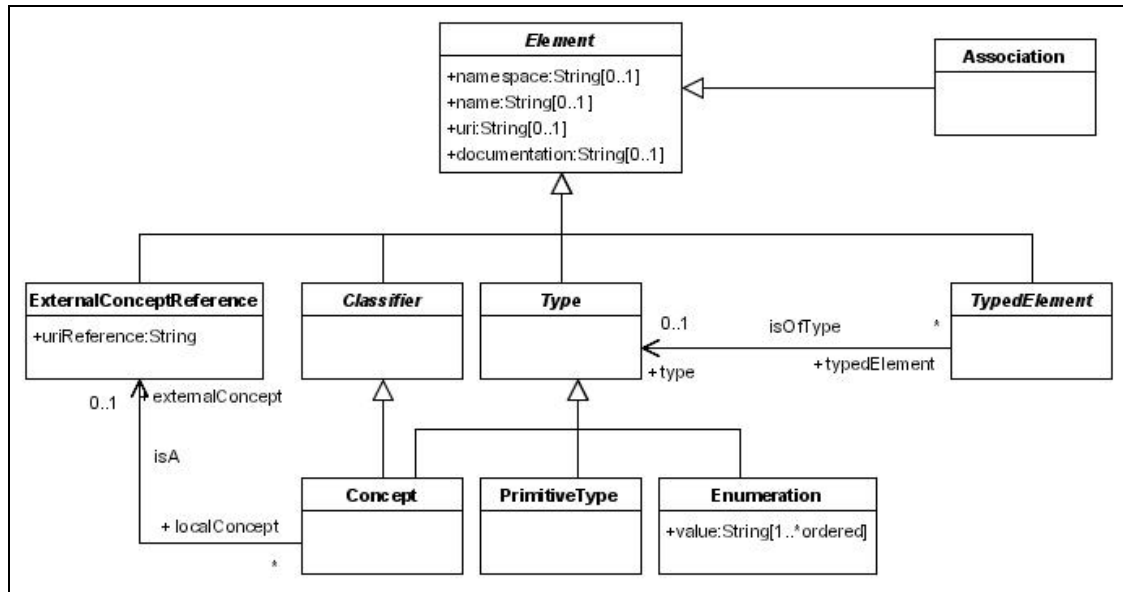 Element
+namespace:String[0..1]
+name:String[0..1]
+uri:String[0..1]
+documentation:String[0..1]
Association
ExternalConceptReference
+uriReference:String
Classifier
Type
TypedElement
0..1
isOfType
*
+type
+typedElement
0..1
+externalConcept
isA
+ localConcept
*
Concept
PrimitiveType
Enumeration
+value:String[1..*ordered]